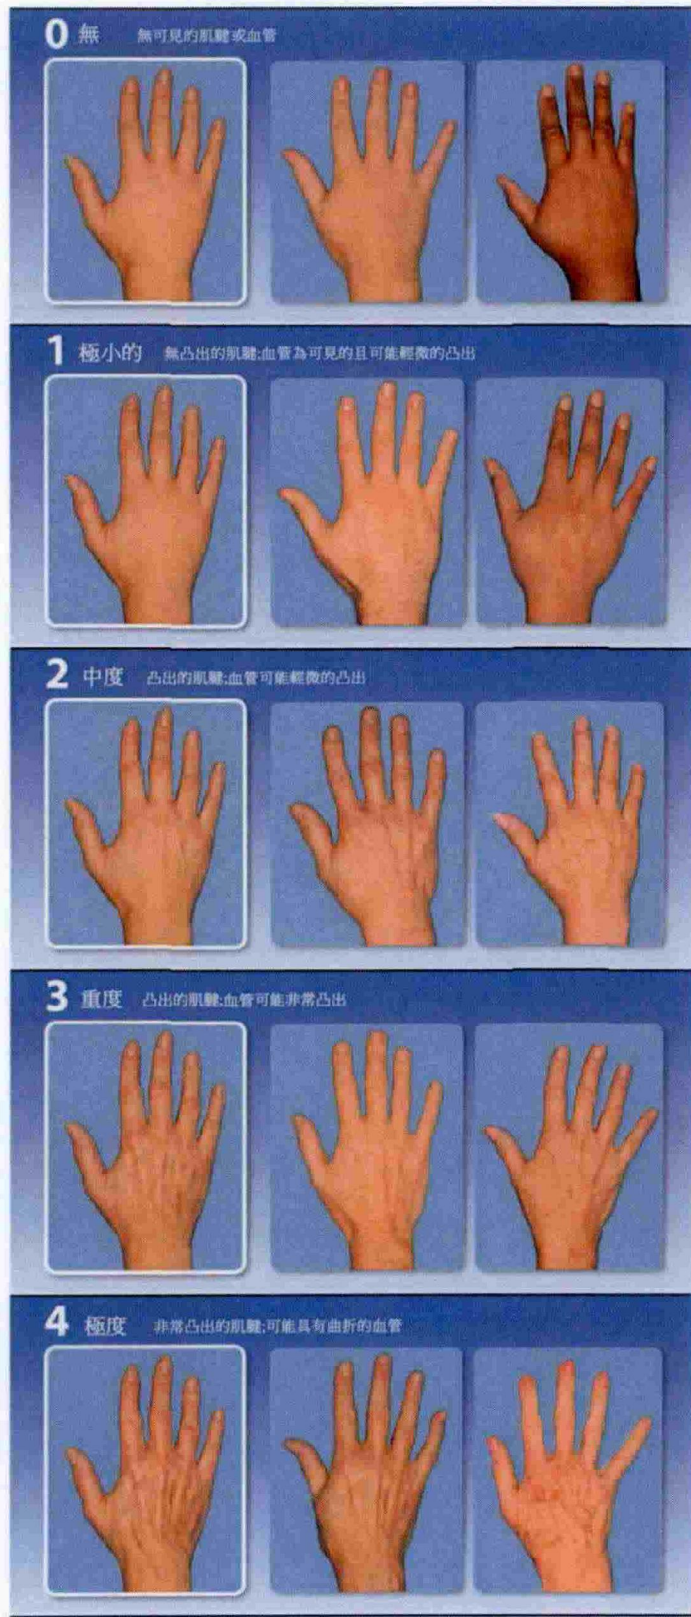 0 無 無可見的肌腱或血管
1 極小的 無凸出的肌腱;血管為可見的且可能輕微的凸出
2 中度 凸出的肌腱;血管可能輕微的凸出
3 重度 凸出的肌腱;血管可能非常凸出
4 極度 非常凸出的肌腱;可能具有曲折的血管